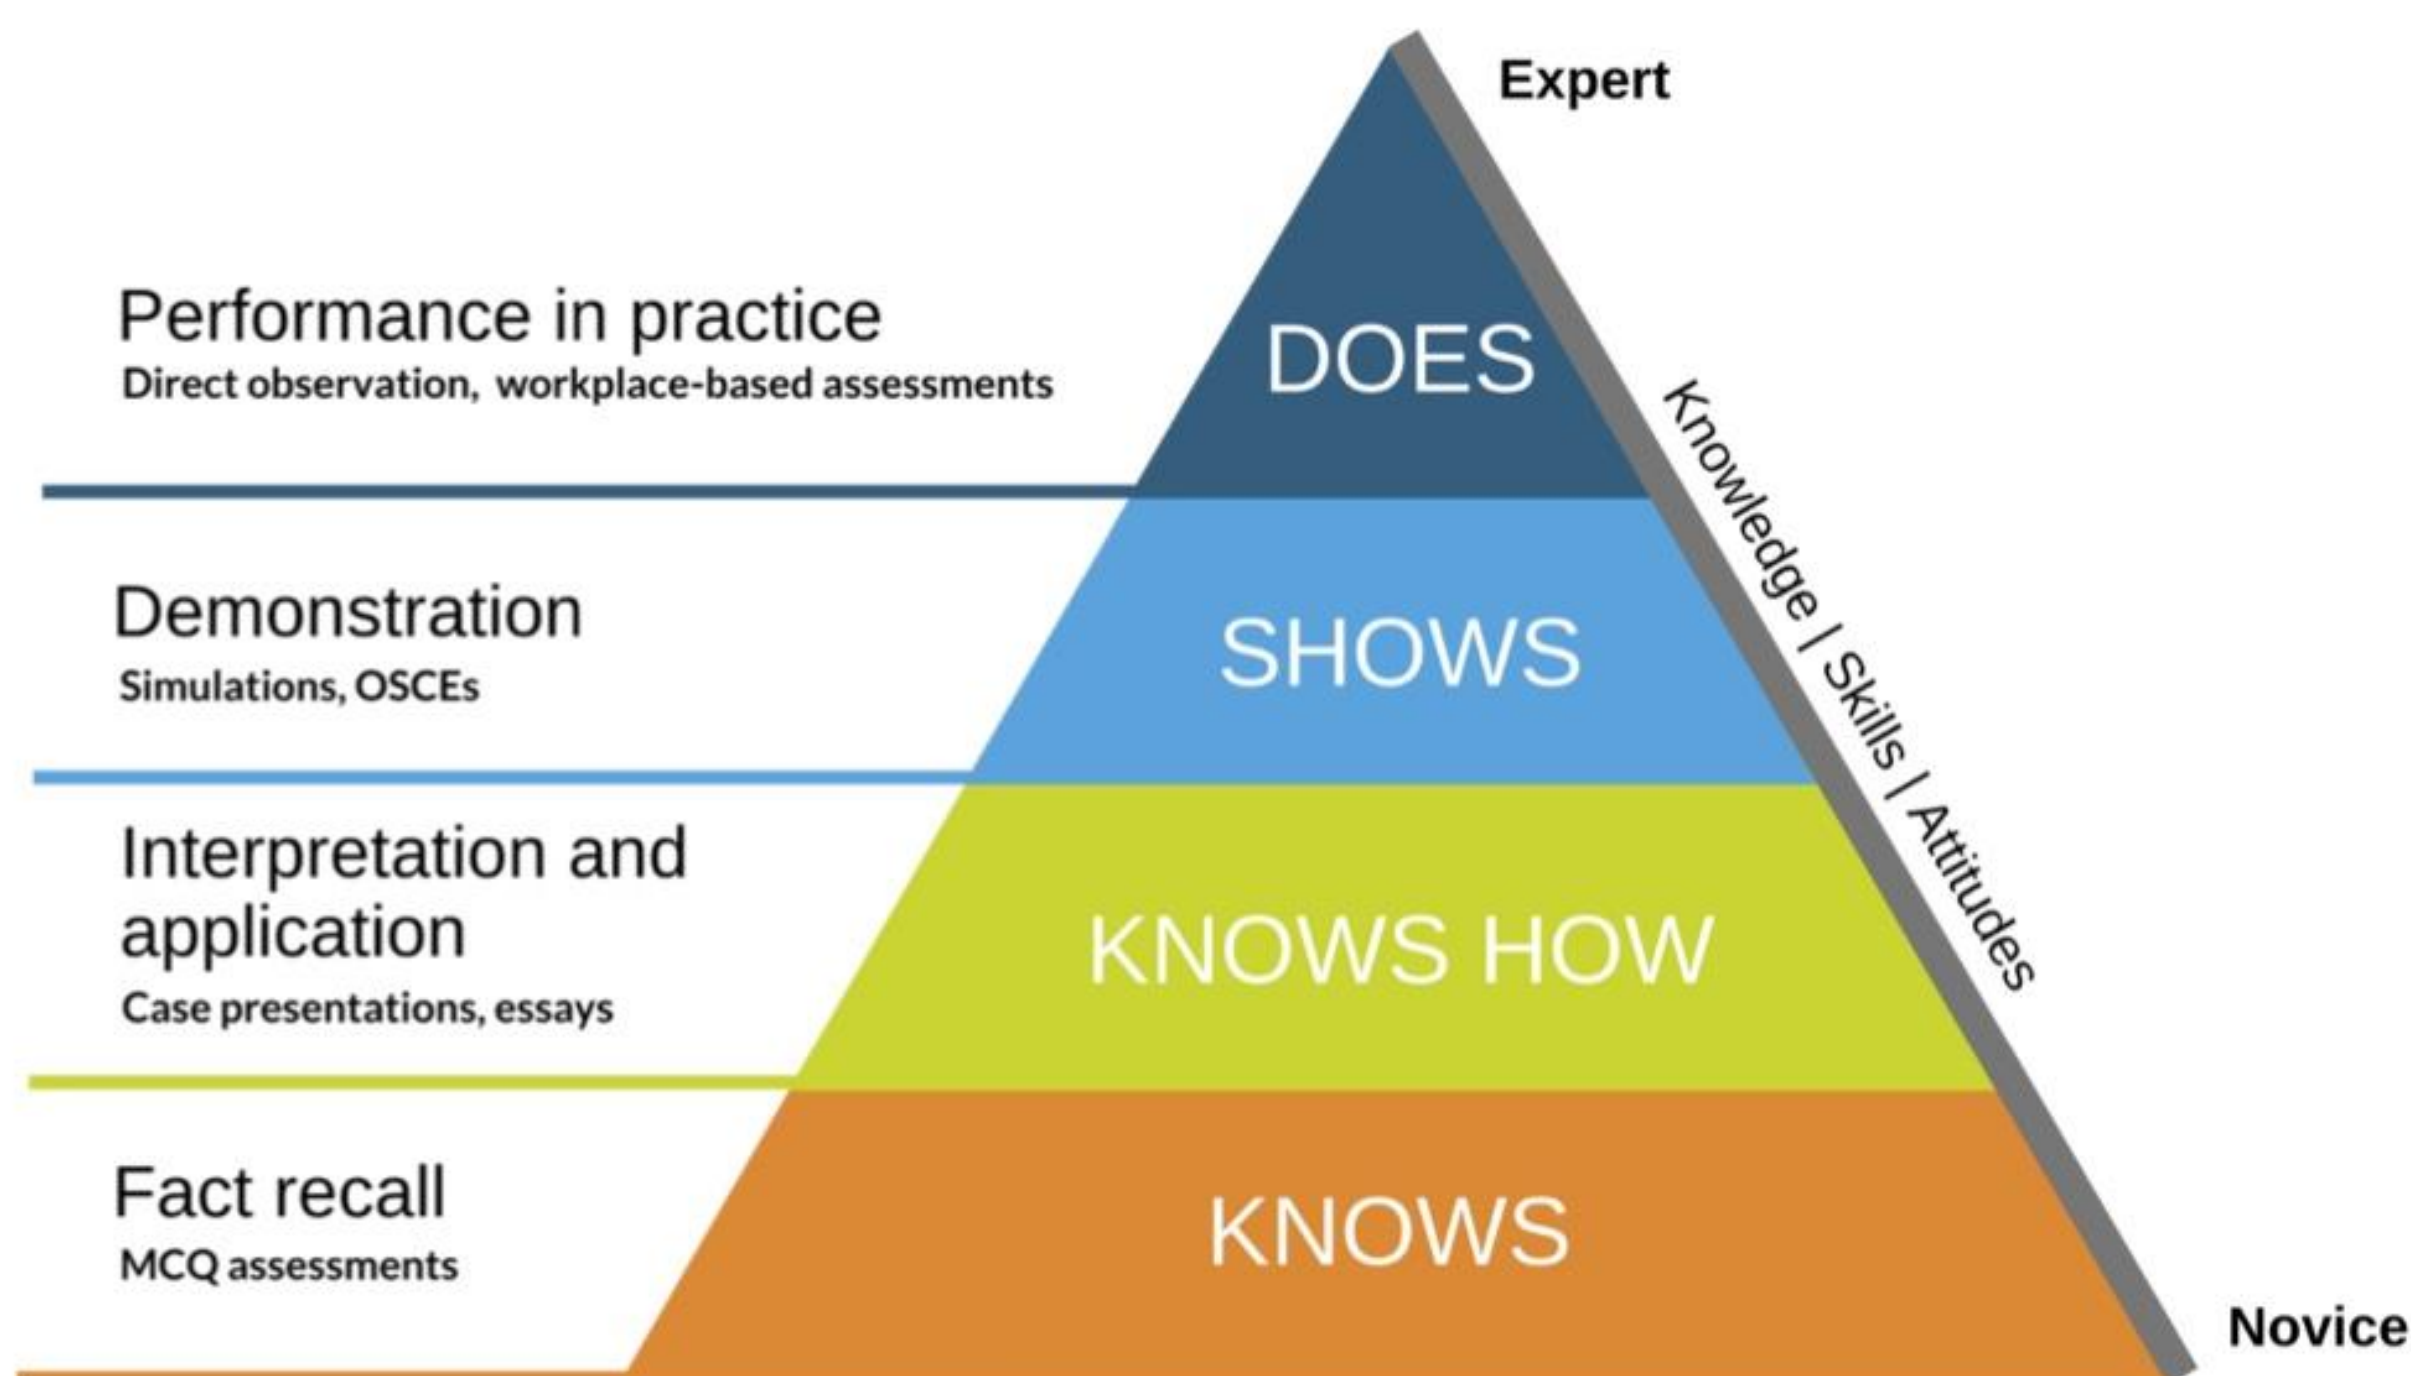 Expert
Performance in practice
Direct observation, workplace-based assessments
DOES
Knowledge | Skills | Attitudes
Demonstration
Simulations, OSCEs
SHOWS
Interpretation and
application
Case presentations, essays
KNOWS HOW
Fact recall
MCQ assessments
KNOWS
Novice